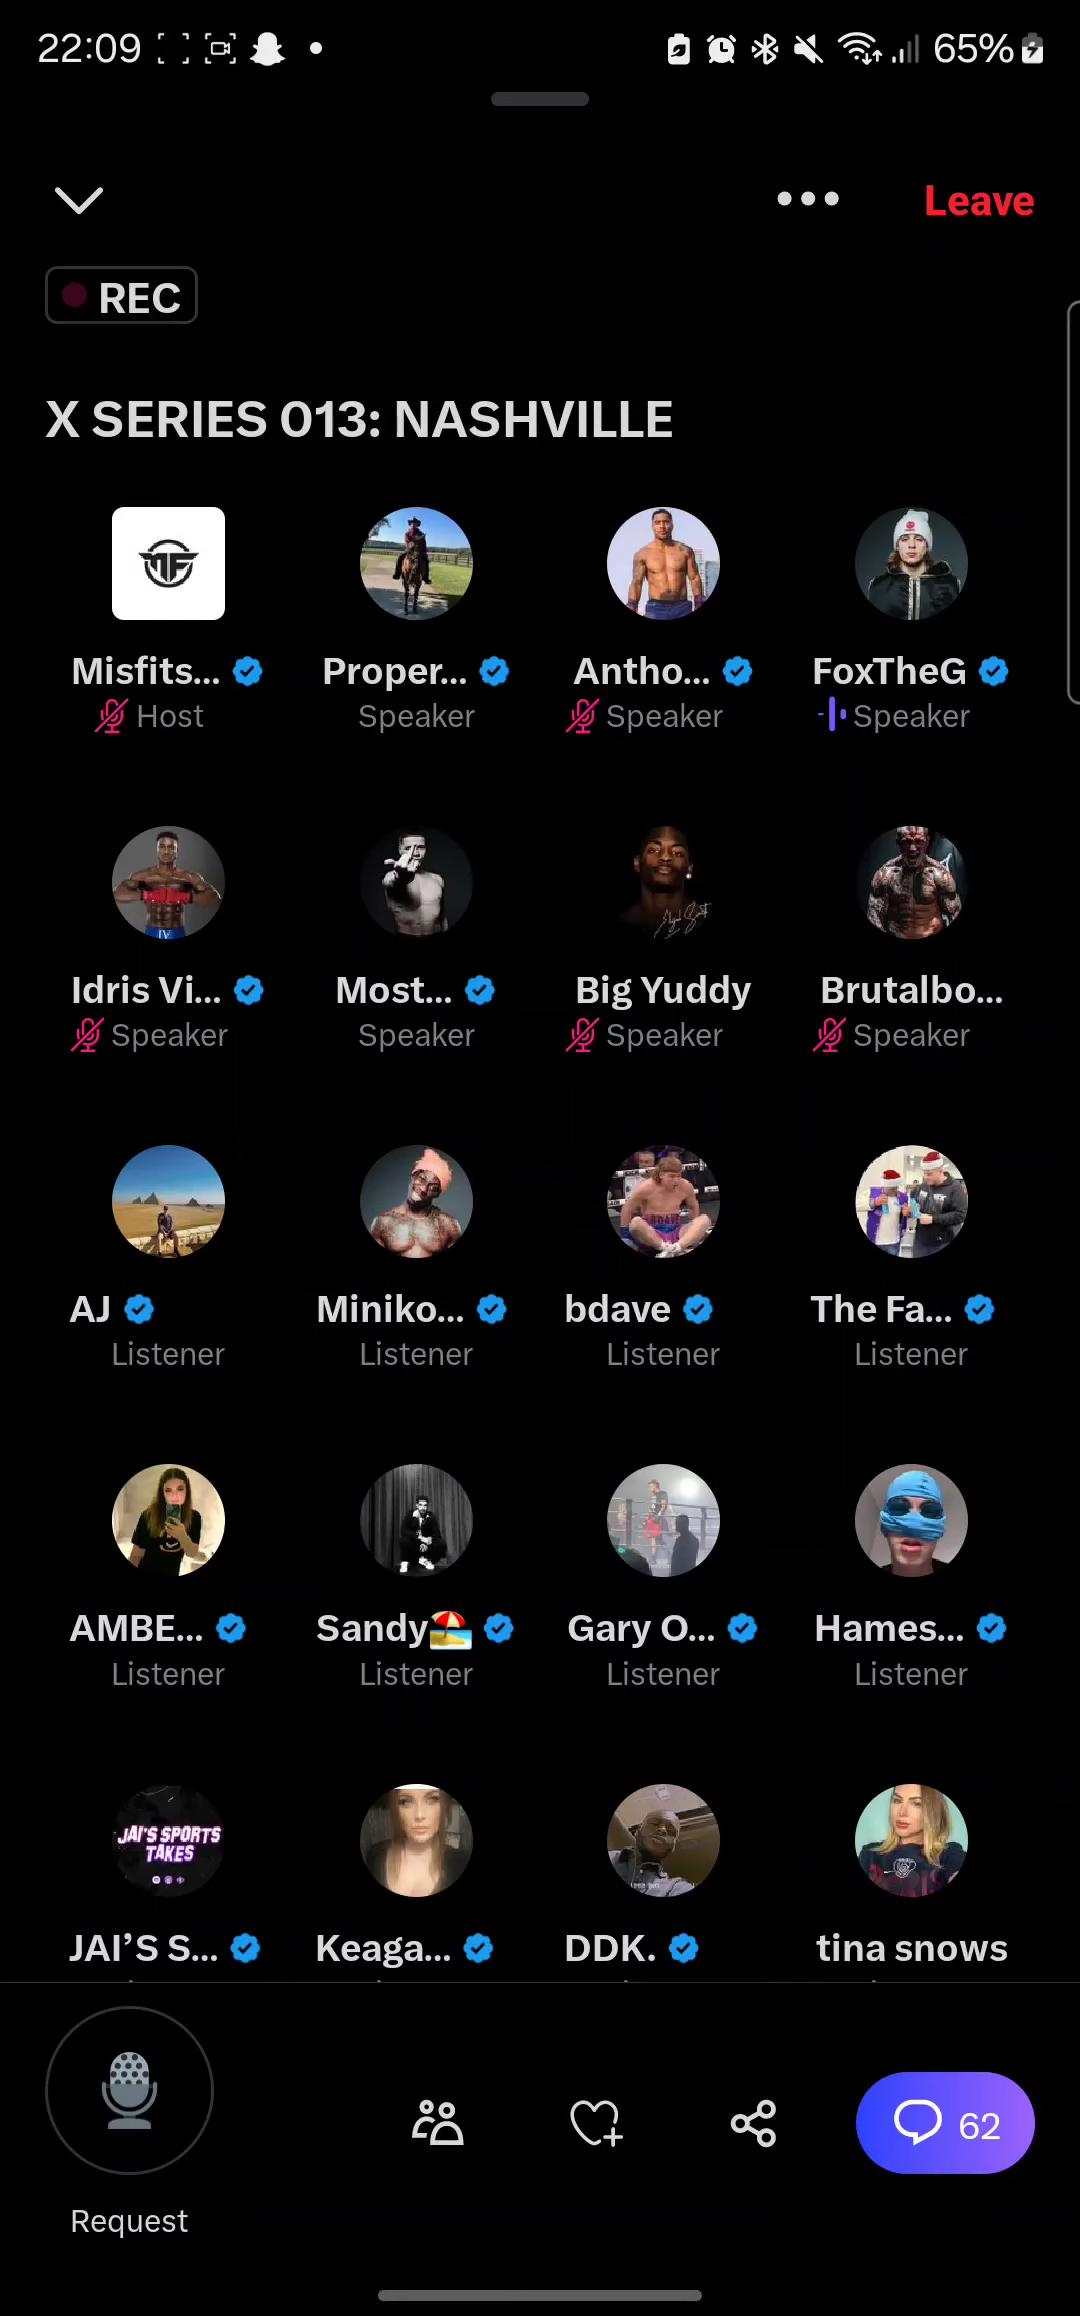 22:09
65%
Leave
REC
X SERIES 013: NASHVILLE
Misfits... Proper... Antho... FoxTheG
Host Speaker Speaker Speaker
Idris Vi... Most... Big Yuddy Brutalbo...
Speaker Speaker Speaker Speaker
AJ Miniko... bdave The Fa...
Listener Listener Listener Listener
AMBE... Sandy🏖️ Gary O... Hames...
Listener Listener Listener Listener
JAI'S SPORTS
TAKES
JAI’S S... Keaga... DDK. tina snows
62
Request